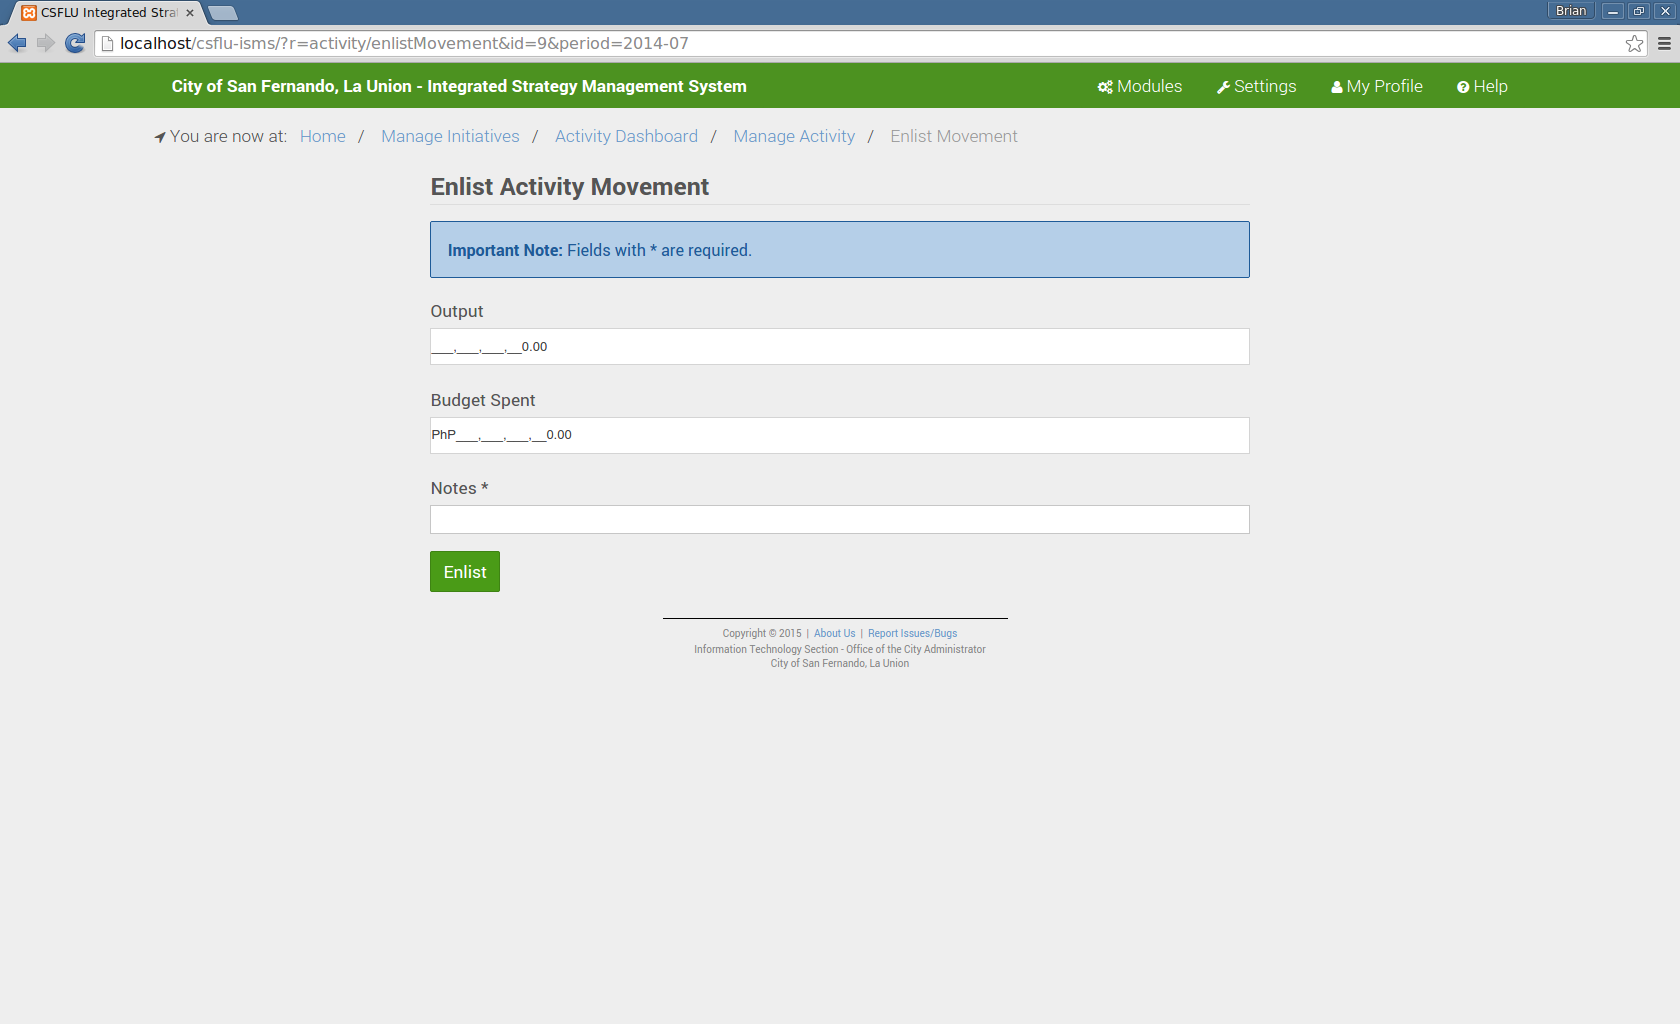 CSFLU Integrated Stra
Brian
localhost/csflu-isms/?r=activity/enlistMovement&id=9&period=2014-07
City of San Fernando, La Union - Integrated Strategy Management System
Modules Settings My Profile Help
You are now at: Home / Manage Initiatives / Activity Dashboard / Manage Activity / Enlist Movement
Enlist Activity Movement
Important Note: Fields with * are required.
Output
___,___,___,__0.00
Budget Spent
PhP___,___,___,__0.00
Notes *
Enlist
Copyright © 2015 | About Us | Report Issues/Bugs
Information Technology Section - Office of the City Administrator
City of San Fernando, La Union